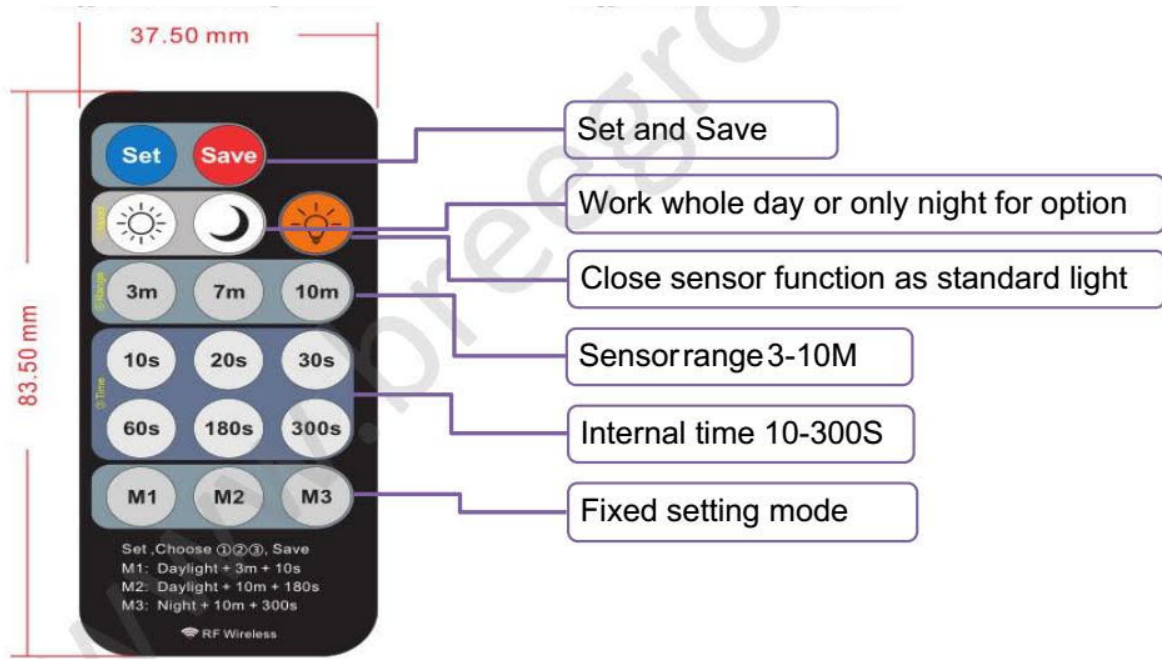 37.50 mm
83.50 mm
Set Save
Set and Save
Work whole day or only night for option
Close sensor function as standard light
②Range
3m 7m 10m
Sensorrange3-10M
③Time
10s 20s 30s
60s 180s 300s
Internal time 10-300S
M1 M2 M3
Fixed setting mode
Set ,Choose ①②③, Save
M1: Daylight + 3m + 10s
M2: Daylight + 10m + 180s
M3: Night + 10m + 300s
RF Wireless